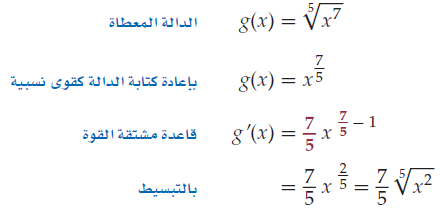 الدالة المعطاة g(x) = ⁵√x⁷
بإعادة كتابة الدالة كقوى نسبية g(x) = x^(7/5)
قاعدة مشتقة القوة g′(x) = 7/5 x^(7/5 − 1)
بالتبسيط = 7/5 x^(2/5) = 7/5 ⁵√x²